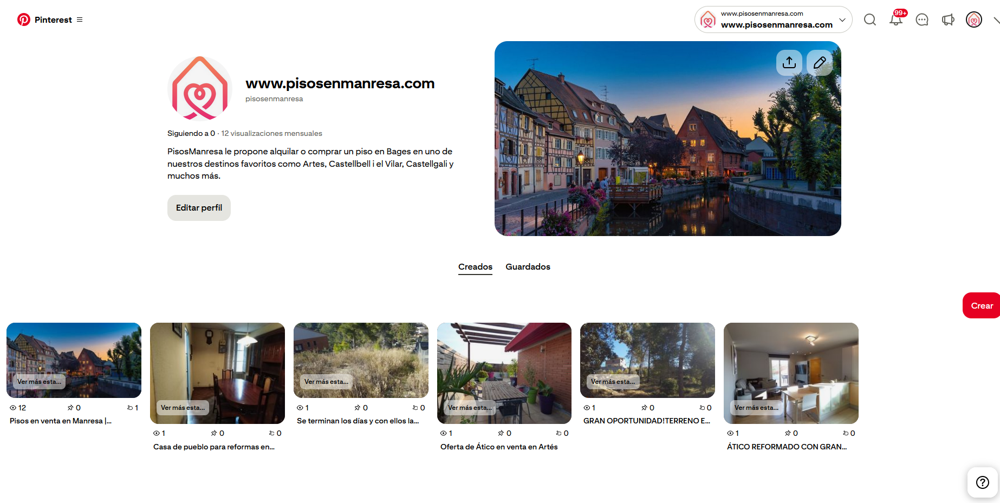 Pinterest
www.pisosenmanresa.com
www.pisosenmanresa.com
99+
www.pisosenmanresa.com
pisosenmanresa
Siguiendo a 0 · 12 visualizaciones mensuales
PisosManresa le propone alquilar o comprar un piso en Bages en uno de
nuestros destinos favoritos como Artes, Castellbell i el Vilar, Castellgali y
muchos más.
Editar perfil
Creados Guardados
Crear
Ver más esta...
12 0 1
Pisos en venta en Manresa |...
Ver más esta...
1 0 0
Casa de pueblo para reformas en...
Ver más esta...
1 0 0
Se terminan los días y con ellos la...
Ver más esta...
1 0 0
Oferta de Ático en venta en Artés
Ver más esta...
1 0 0
GRAN OPORTUNIDAD!TERRENO E...
Ver más esta...
1 0 0
ÁTICO REFORMADO CON GRAN...